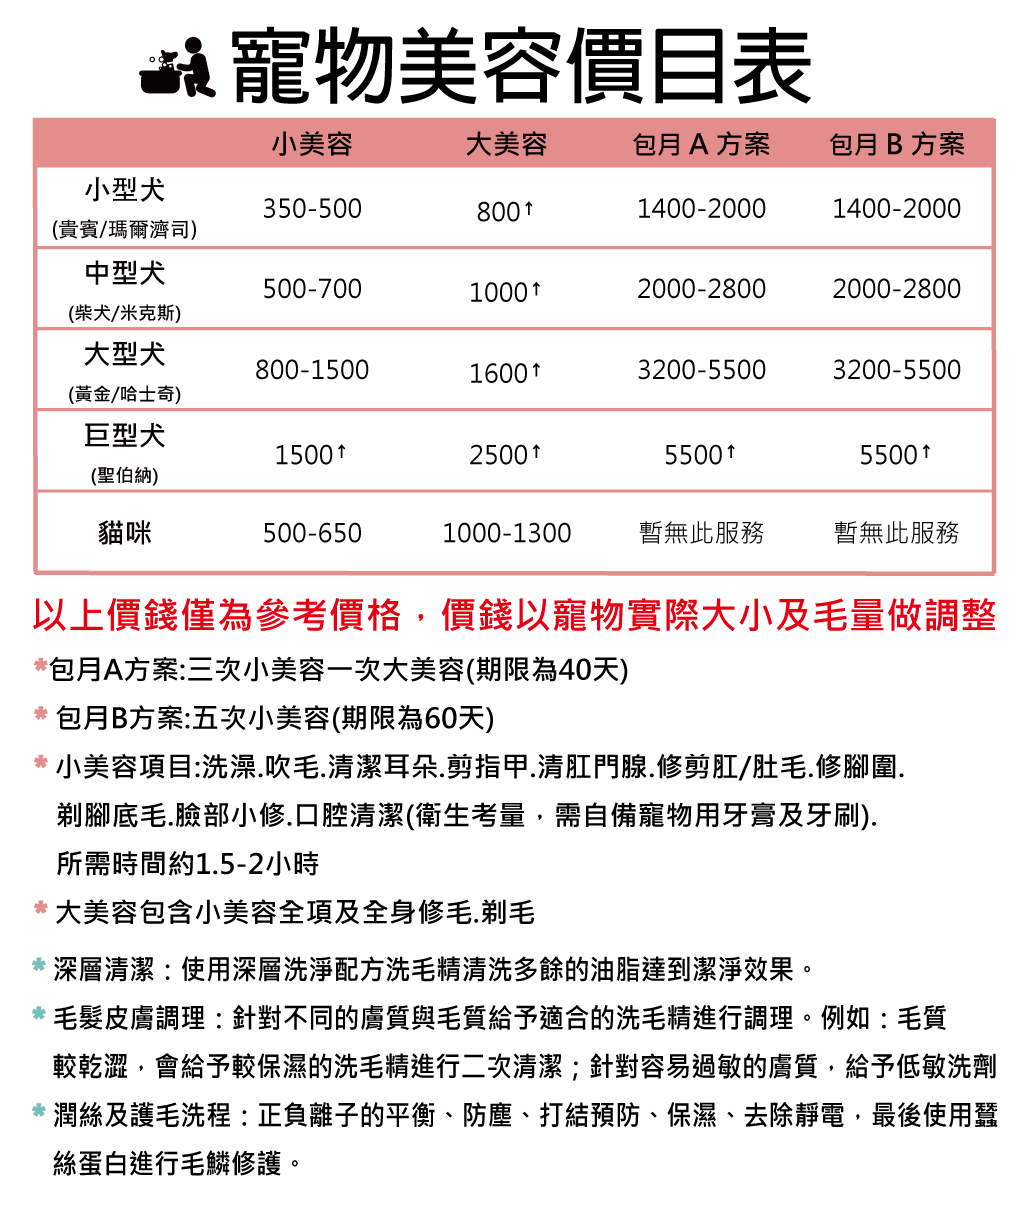 寵物美容價目表
小美容 大美容 包月 A 方案 包月 B 方案
小型犬
(貴賓/瑪爾濟司)
350-500 800↑ 1400-2000 1400-2000
中型犬
(柴犬/米克斯)
500-700 1000↑ 2000-2800 2000-2800
大型犬
(黃金/哈士奇)
800-1500 1600↑ 3200-5500 3200-5500
巨型犬
(聖伯納)
1500↑ 2500↑ 5500↑ 5500↑
貓咪 500-650 1000-1300 暫無此服務 暫無此服務
以上價錢僅為參考價格，價錢以寵物實際大小及毛量做調整
*包月A方案:三次小美容一次大美容(期限為40天)
* 包月B方案:五次小美容(期限為60天)
* 小美容項目:洗澡.吹毛.清潔耳朵.剪指甲.清肛門腺.修剪肛/肚毛.修腳圍.
剃腳底毛.臉部小修.口腔清潔(衛生考量，需自備寵物用牙膏及牙刷).
所需時間約1.5-2小時
* 大美容包含小美容全項及全身修毛.剃毛
* 深層清潔：使用深層洗淨配方洗毛精清洗多餘的油脂達到潔淨效果。
* 毛髮皮膚調理：針對不同的膚質與毛質給予適合的洗毛精進行調理。例如：毛質
較乾澀，會給予較保濕的洗毛精進行二次清潔；針對容易過敏的膚質，給予低敏洗劑
* 潤絲及護毛洗程：正負離子的平衡、防塵、打結預防、保濕、去除靜電，最後使用蠶
絲蛋白進行毛鱗修護。